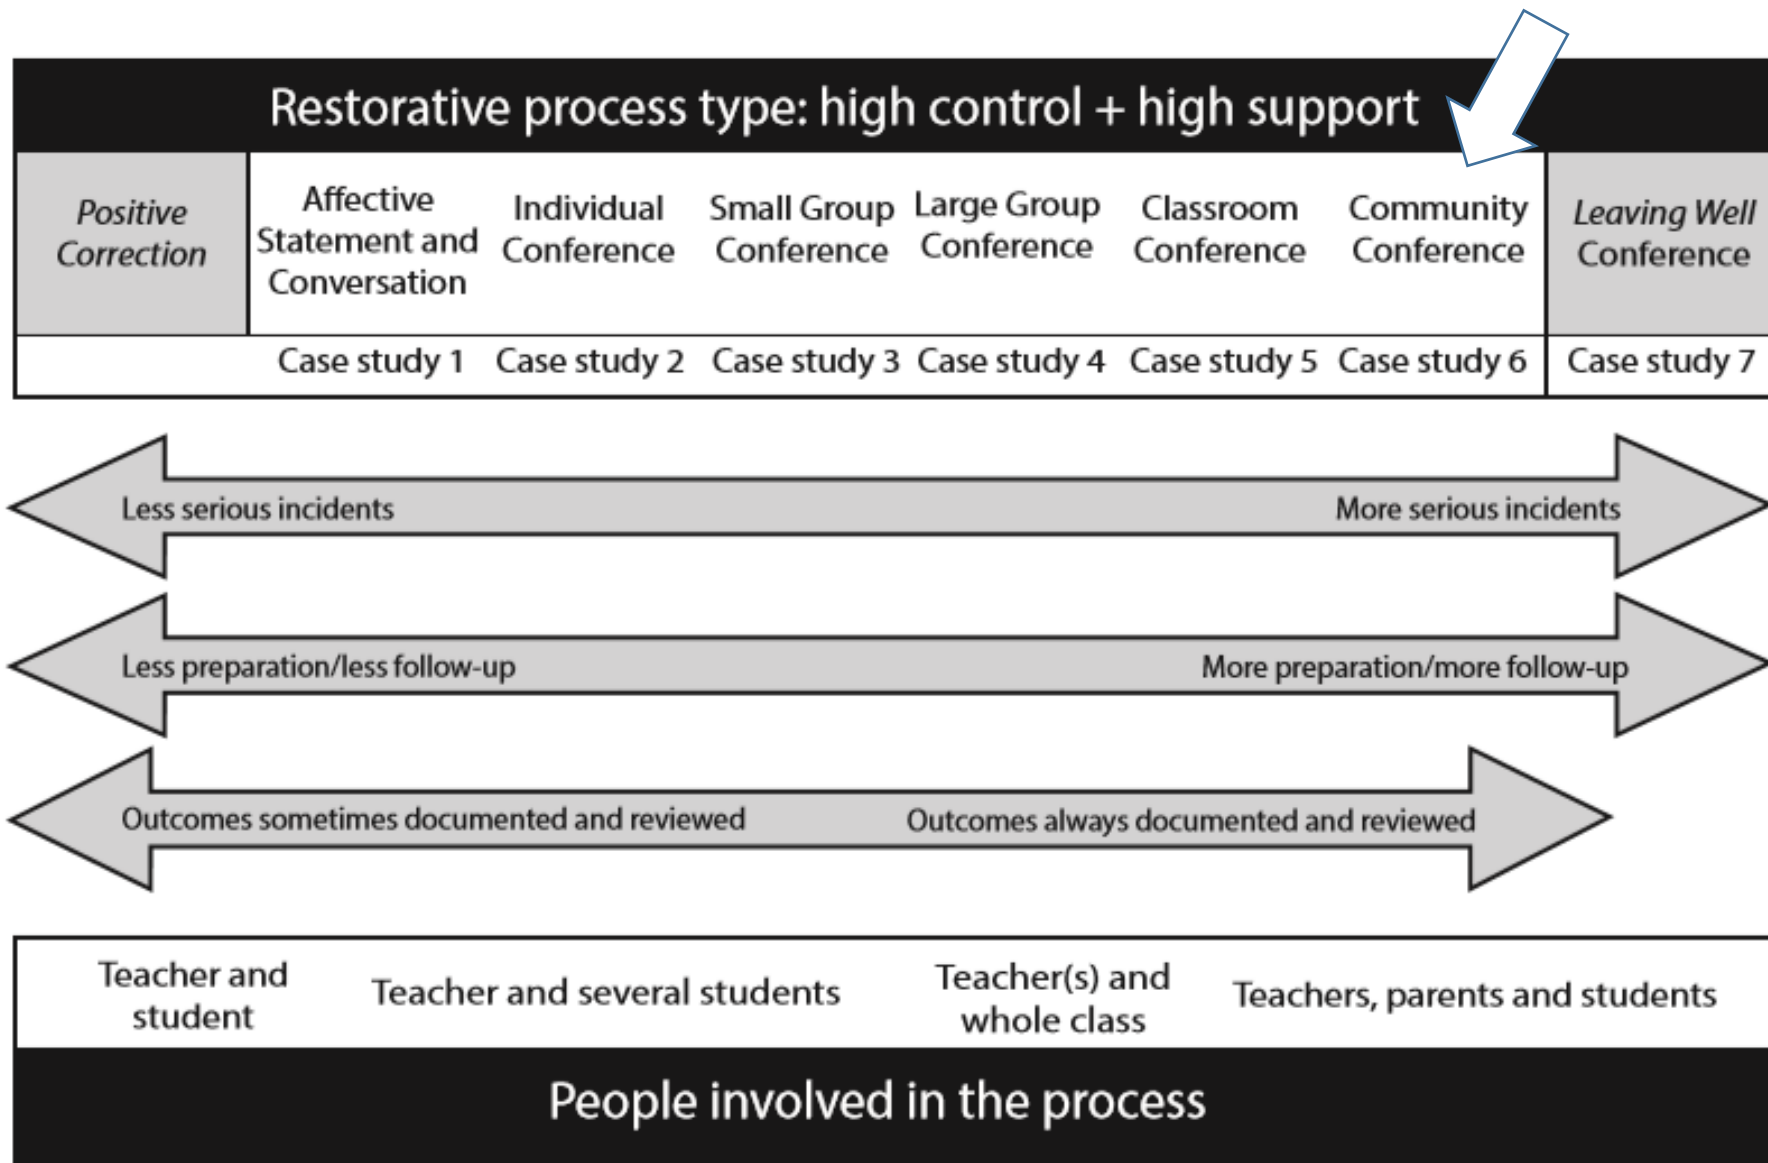 Restorative process type: high control + high support
Positive
Correction
Affective
Statement and
Conversation
Individual
Conference
Small Group
Conference
Large Group
Conference
Classroom
Conference
Community
Conference
Leaving Well
Conference
Case study 1
Case study 2
Case study 3
Case study 4
Case study 5
Case study 6
Case study 7
Less serious incidents
More serious incidents
Less preparation/less follow-up
More preparation/more follow-up
Outcomes sometimes documented and reviewed
Outcomes always documented and reviewed
Teacher and
student
Teacher and several students
Teacher(s) and
whole class
Teachers, parents and students
People involved in the process